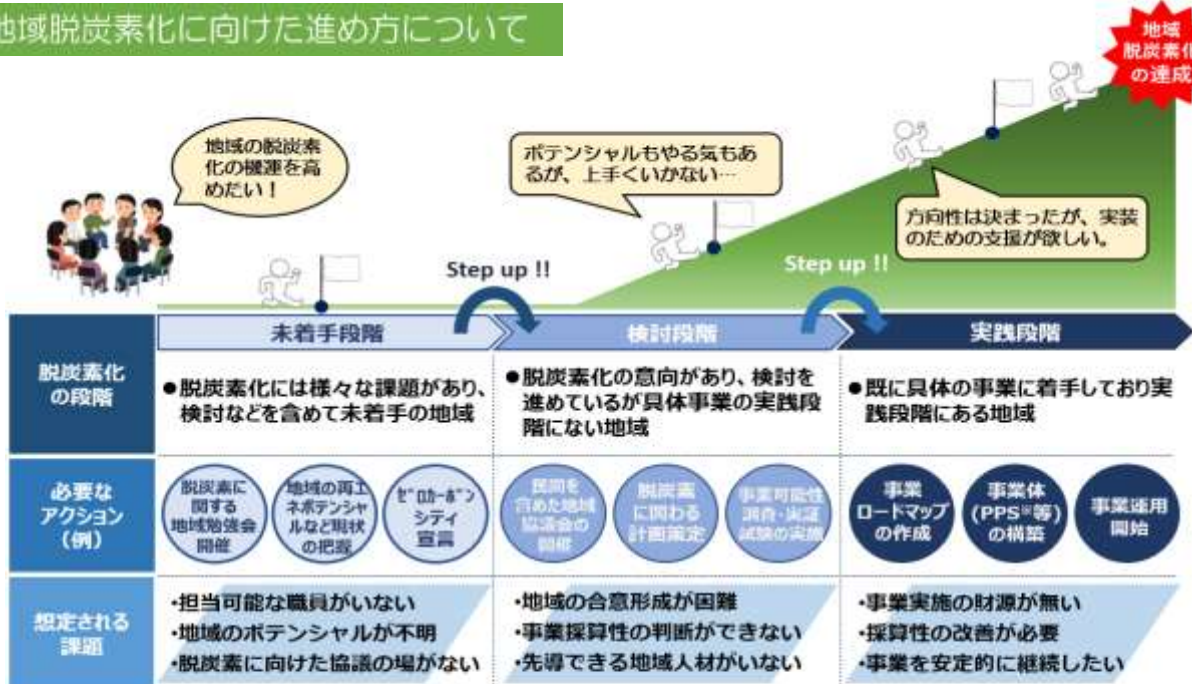 地域脱炭素化に向けた進め方について
地域
脱炭素化
の達成
地域の脱炭素
化の機運を高
めたい！
ポテンシャルもやる気もあ
るが、上手くいかない…
方向性は決まったが、実装
のための支援が欲しい。
Step up !!
Step up !!
脱炭素化
の段階
未着手段階
検討段階
実践段階
●脱炭素化には様々な課題があり、
検討などを含めて未着手の地域
●脱炭素化の意向があり、検討を
進めているが具体事業の実践段
階にない地域
●既に具体の事業に着手しており実
践段階にある地域
必要な
アクション
（例）
脱炭素に
関する
地域勉強会
開催
地域の再エ
ネポテンシャ
ルなど現状
の把握
ｾﾞﾛｶｰﾎﾞﾝ
シティ
宣言
民間を
含めた地域
協議会の
開催
脱炭素
に関わる
計画策定
事業可能性
調査・実証
試験の実施
事業
ロードマップ
の作成
事業体
(PPS※等)
の構築
事業運用
開始
想定される
課題
・担当可能な職員がいない
・地域のポテンシャルが不明
・脱炭素に向けた協議の場がない
・地域の合意形成が困難
・事業採算性の判断ができない
・先導できる地域人材がいない
・事業実施の財源が無い
・採算性の改善が必要
・事業を安定的に継続したい